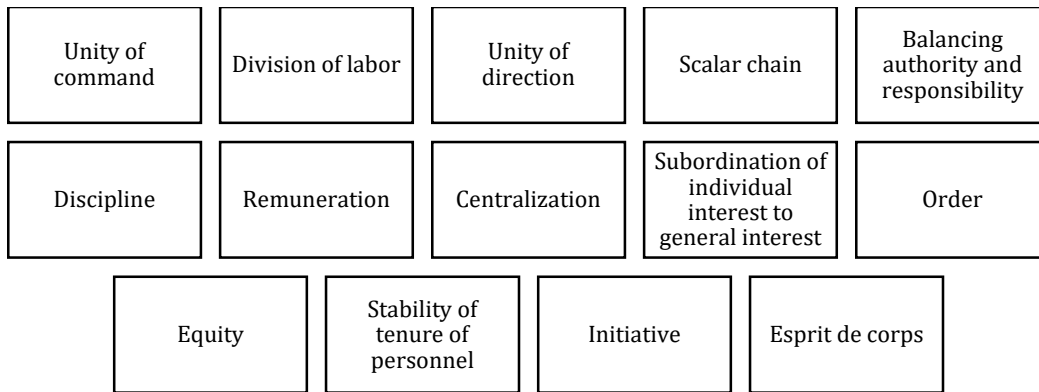 Unity of
command
Division of labor
Unity of
direction
Scalar chain
Balancing
authority and
responsibility
Discipline
Remuneration
Centralization
Subordination of
individual
interest to
general interest
Order
Equity
Stability of
tenure of
personnel
Initiative
Esprit de corps